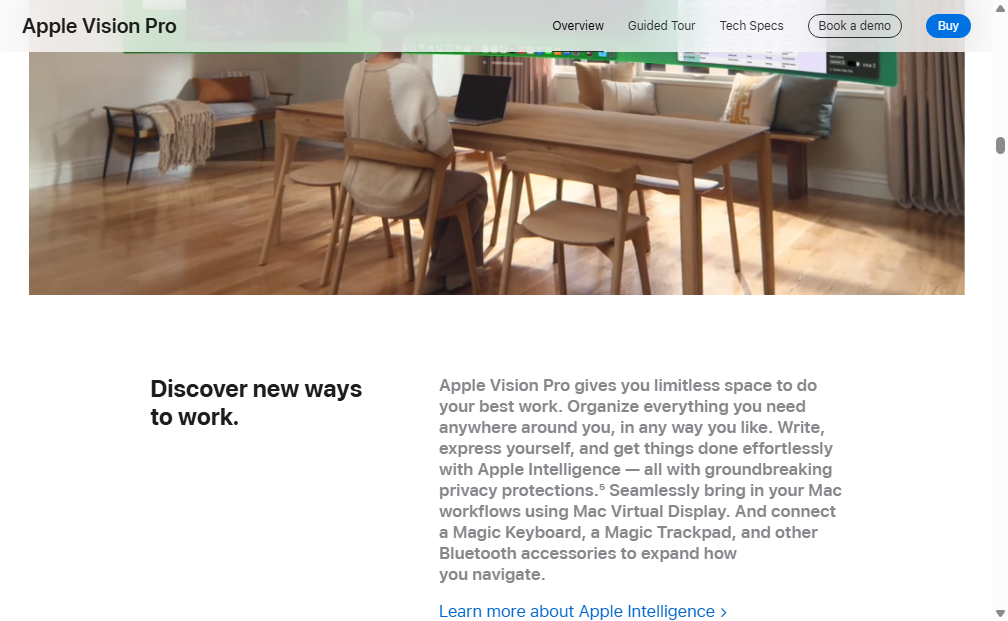 Apple Vision Pro
Overview
Guided Tour
Tech Specs
Book a demo
Buy
Discover new ways
to work.
Apple Vision Pro gives you limitless space to do
your best work. Organize everything you need
anywhere around you, in any way you like. Write,
express yourself, and get things done effortlessly
with Apple Intelligence — all with groundbreaking
privacy protections.⁵ Seamlessly bring in your Mac
workflows using Mac Virtual Display. And connect
a Magic Keyboard, a Magic Trackpad, and other
Bluetooth accessories to expand how
you navigate.
Learn more about Apple Intelligence >